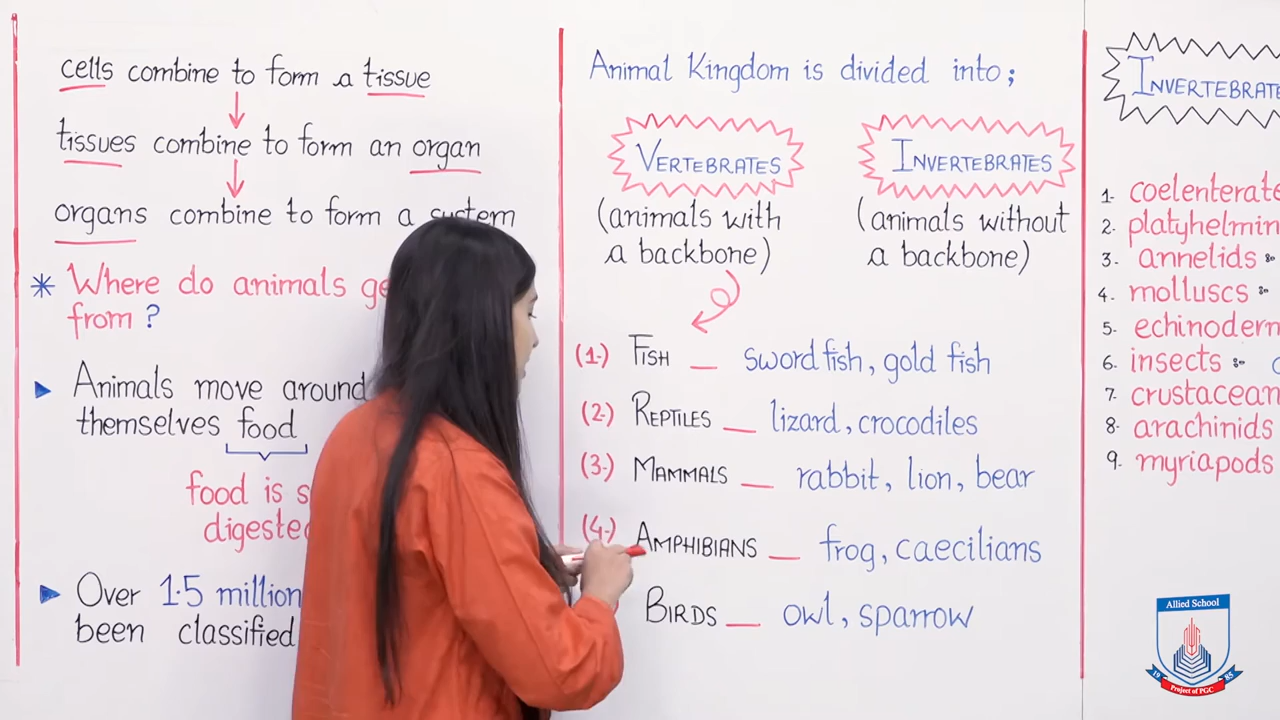 cells combine to form a tissue
tissues combine to form an organ
organs combine to form a system
* Where do animals
from ?
Animals move around
themselves food
food is
digested
Over 1.5 million
been classified
Animal Kingdom is divided into ;
VERTEBRATES
(animals with
a backbone)
INVERTEBRATES
(animals without
a backbone)
(1.) FISH _ sword fish, gold fish
(2.) REPTILES _ lizard, crocodiles
(3.) MAMMALS _ rabbit, lion, bear
(4.) AMPHIBIANS _ frog, caecilians
BIRDS _ owl, sparrow
INVERTEBRATE
1. coelenterate
2. platyhelmin
3. annelids
4. molluscs
5. echinoderm
6. insects
7. crustacean
8. arachinids
9. myriapods
Allied School
19 85
Project of PGC